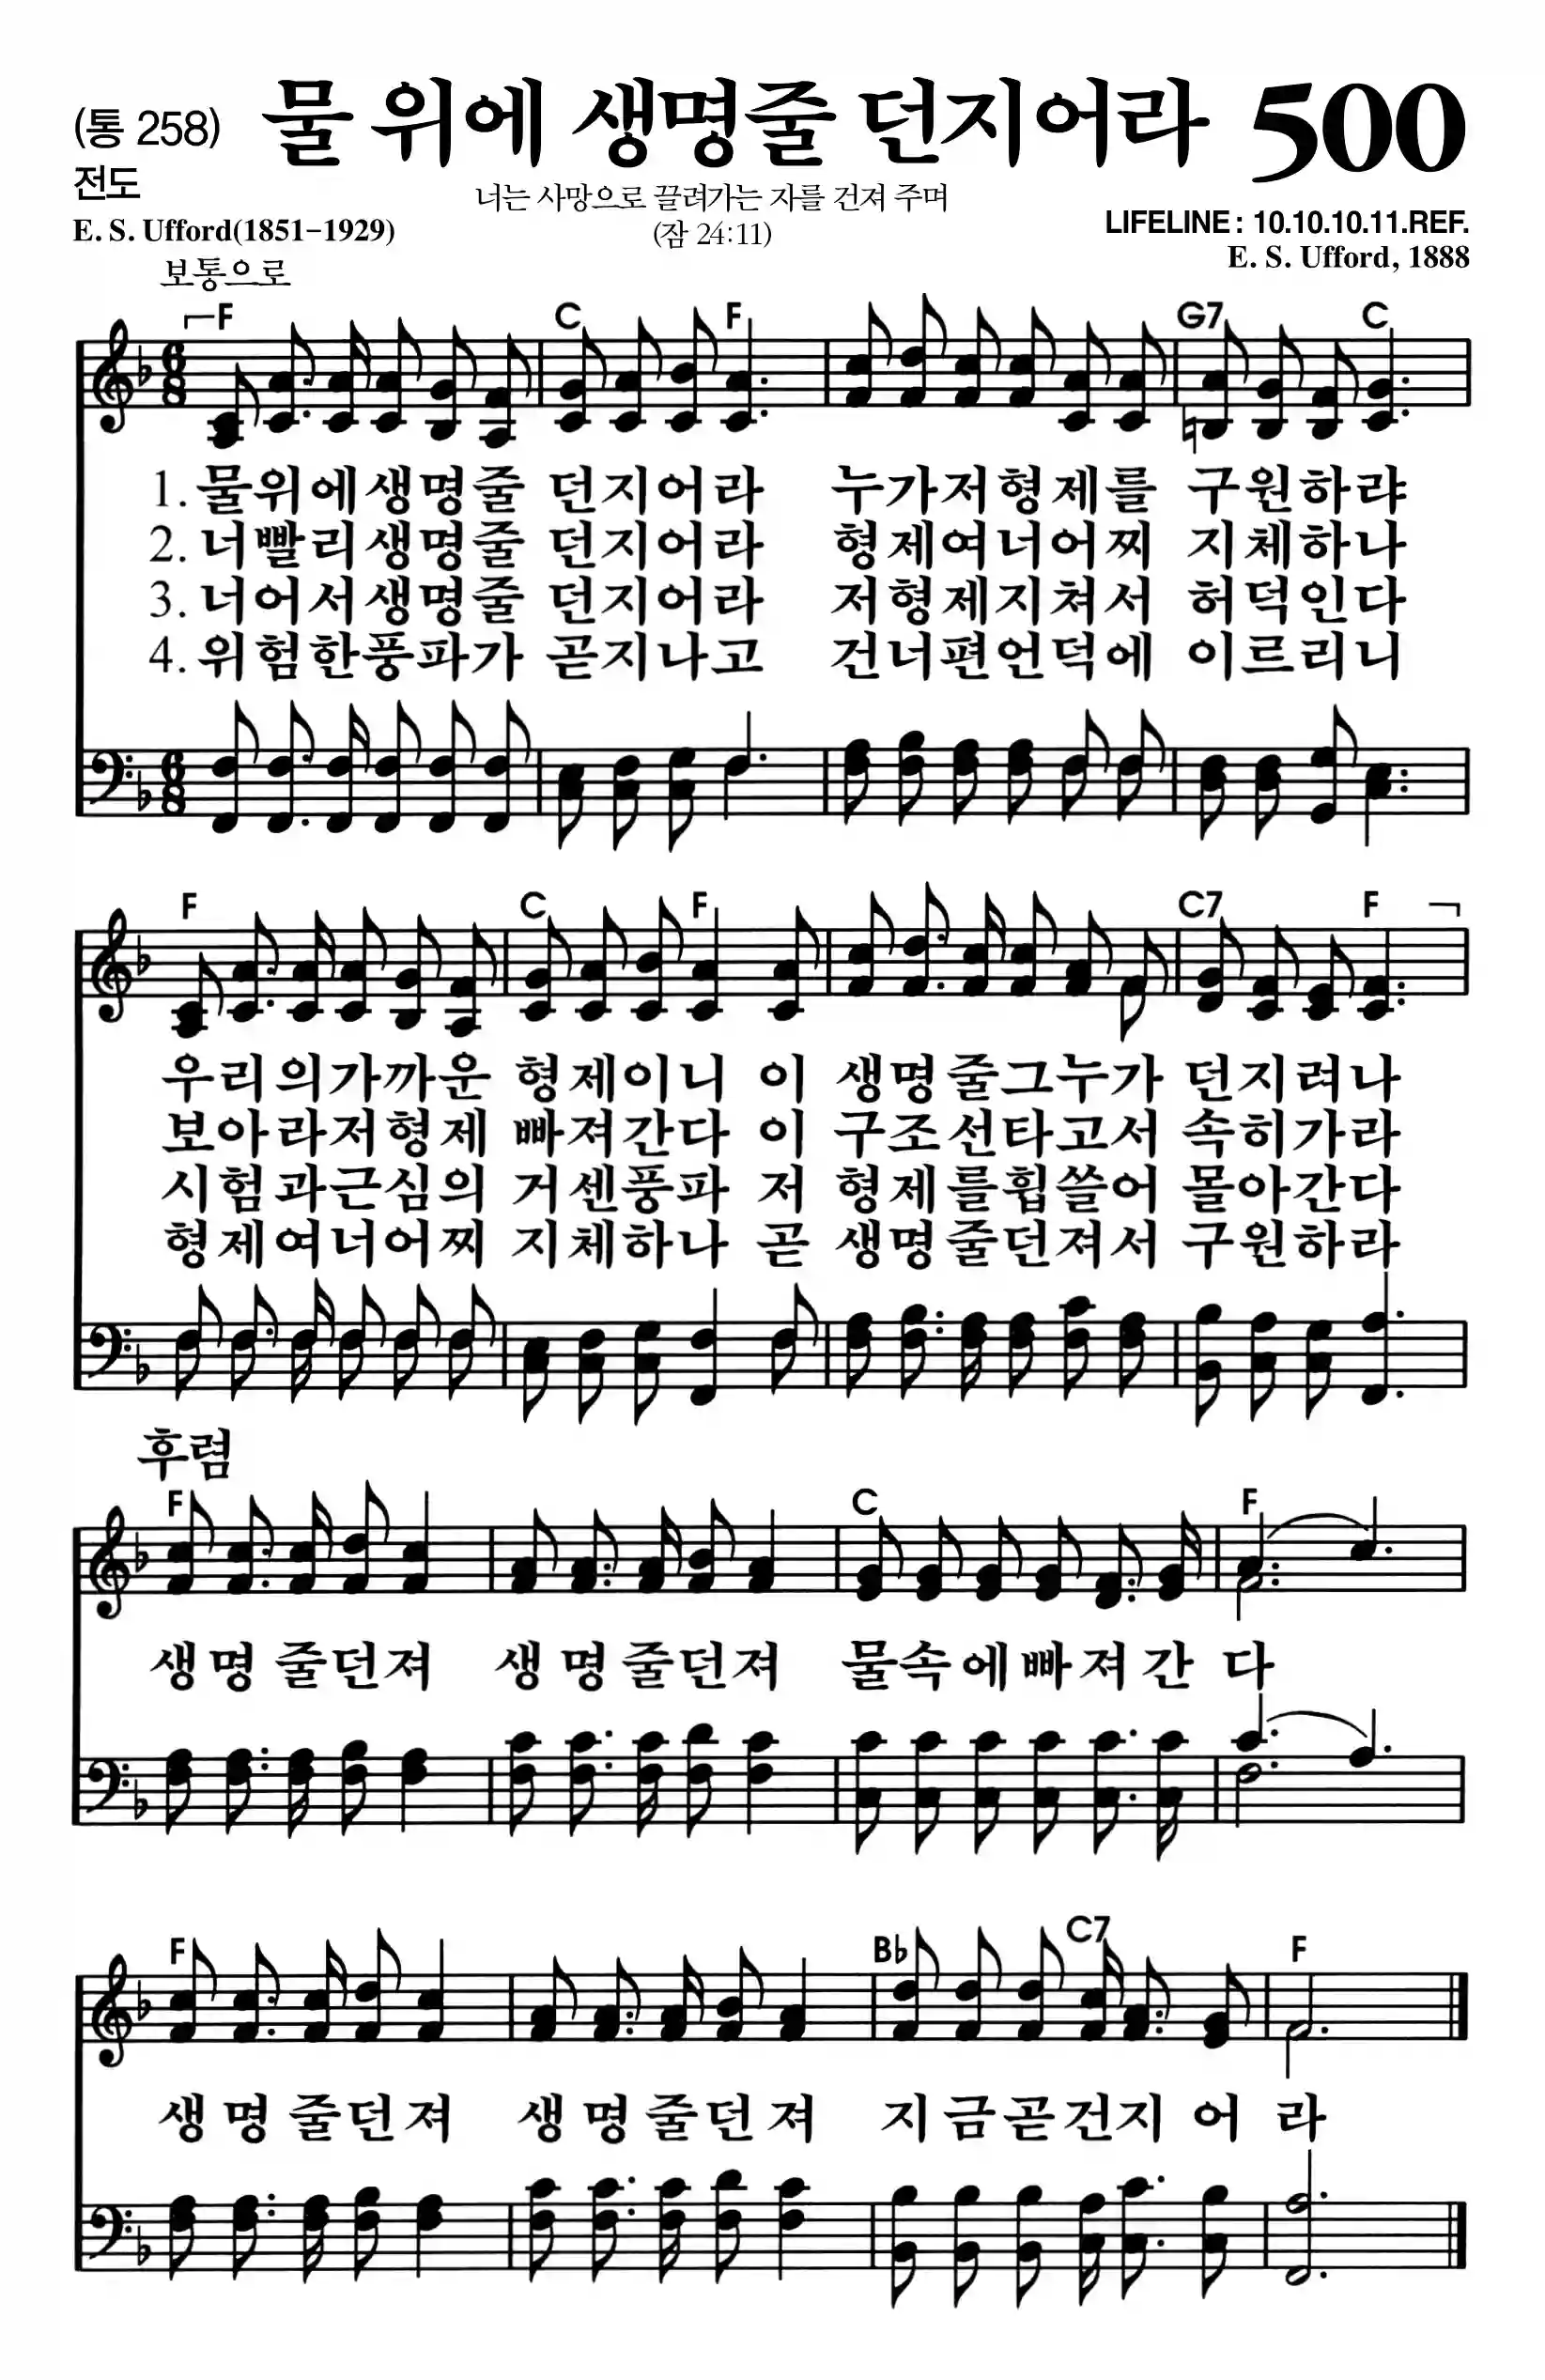 (통 258) 물 위에 생명줄 던지어라 500
전도
너는 사망으로 끌려가는 자를 건져 주며
(잠 24:11)
E. S. Ufford(1851-1929)
LIFELINE : 10.10.10.11.REF.
E. S. Ufford, 1888
보통으로
F C F G7 C
1. 물위에생명줄 던지어라 누가저형제를 구원하랴
2. 너빨리생명줄 던지어라 형제여너어찌 지체하나
3. 너어서생명줄 던지어라 저형제지쳐서 허덕인다
4. 위험한풍파가 곧지나고 건너편언덕에 이르리니
F C F C7 F
우리의가까운 형제이니 이 생명줄그누가 던지려나
보아라저형제 빠져간다 이 구조선타고서 속히가라
시험과근심의 거센풍파 저 형제를휩쓸어 몰아간다
형제여너어찌 지체하나 곧 생명줄던져서 구원하라
후렴
F C F
생명 줄던져 생명줄던져 물속에빠져간 다
F B♭ C7 F
생명 줄던져 생명줄던져 지금곧건지 어 라